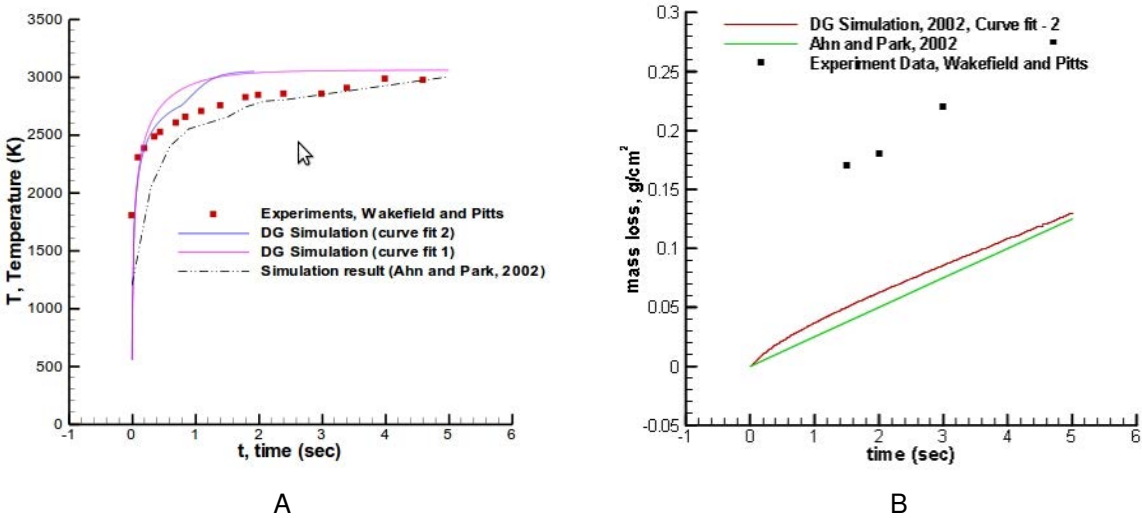 3500
3000
2500
2000
1500
1000
500
0
T, Temperature (K)
-1 0 1 2 3 4 5 6
t, time (sec)
Experiments, Wakefield and Pitts
DG Simulation (curve fit 2)
DG Simulation (curve fit 1)
Simulation result (Ahn and Park, 2002)
A
0.3
0.25
0.2
0.15
0.1
0.05
0
-0.05
mass loss, g/cm²
-1 0 1 2 3 4 5 6
time (sec)
DG Simulation, 2002, Curve fit - 2
Ahn and Park, 2002
Experiment Data, Wakefield and Pitts
B